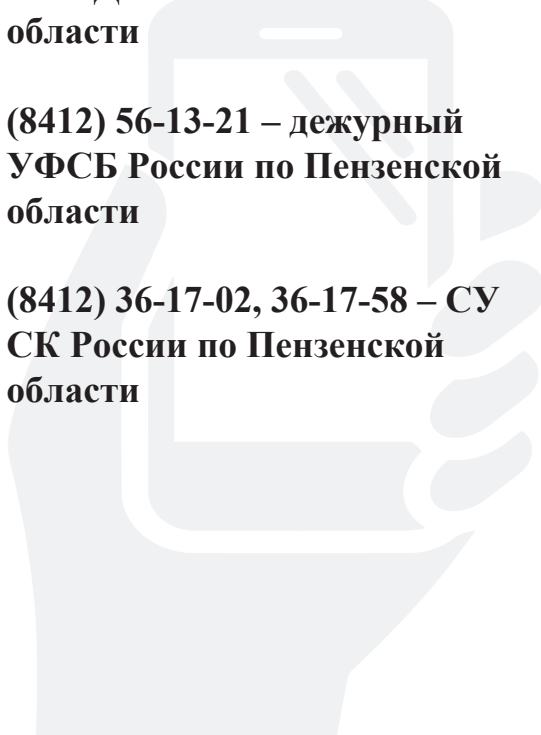 области
(8412) 56-13-21 – дежурный
УФСБ России по Пензенской
области
(8412) 36-17-02, 36-17-58 – СУ
СК России по Пензенской
области